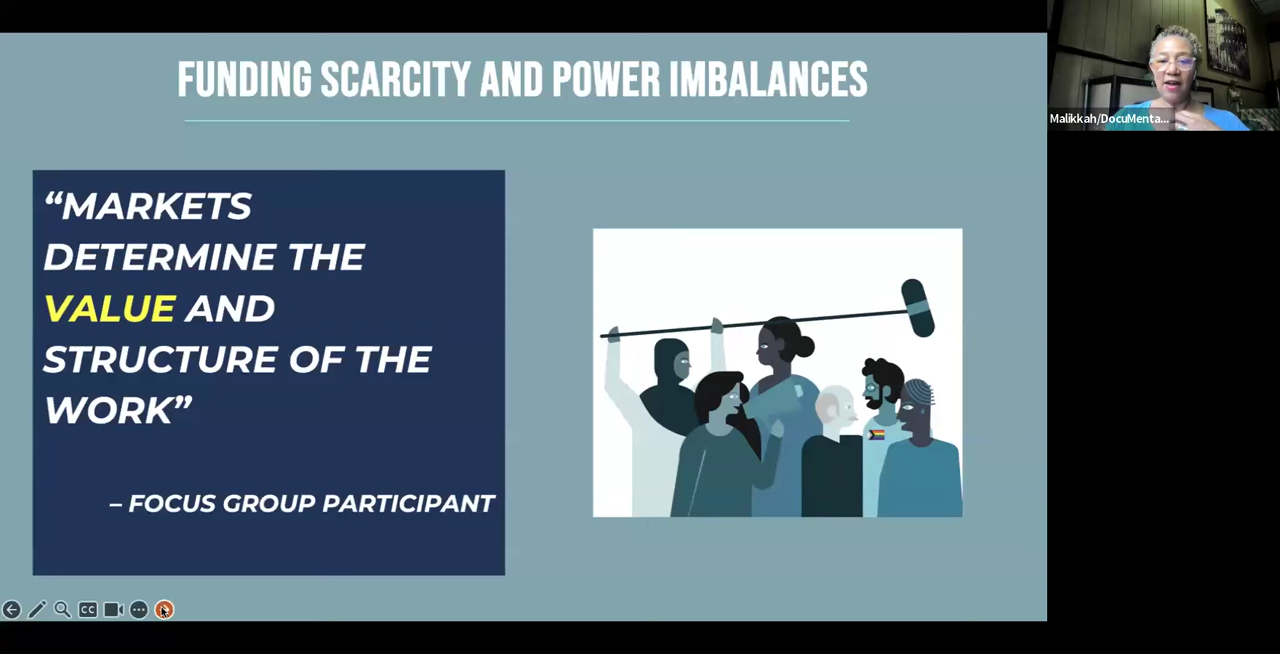 FUNDING SCARCITY AND POWER IMBALANCES
“MARKETS
DETERMINE THE
VALUE AND
STRUCTURE OF THE
WORK”
– FOCUS GROUP PARTICIPANT
Malikkah/DocuMenta...
CC